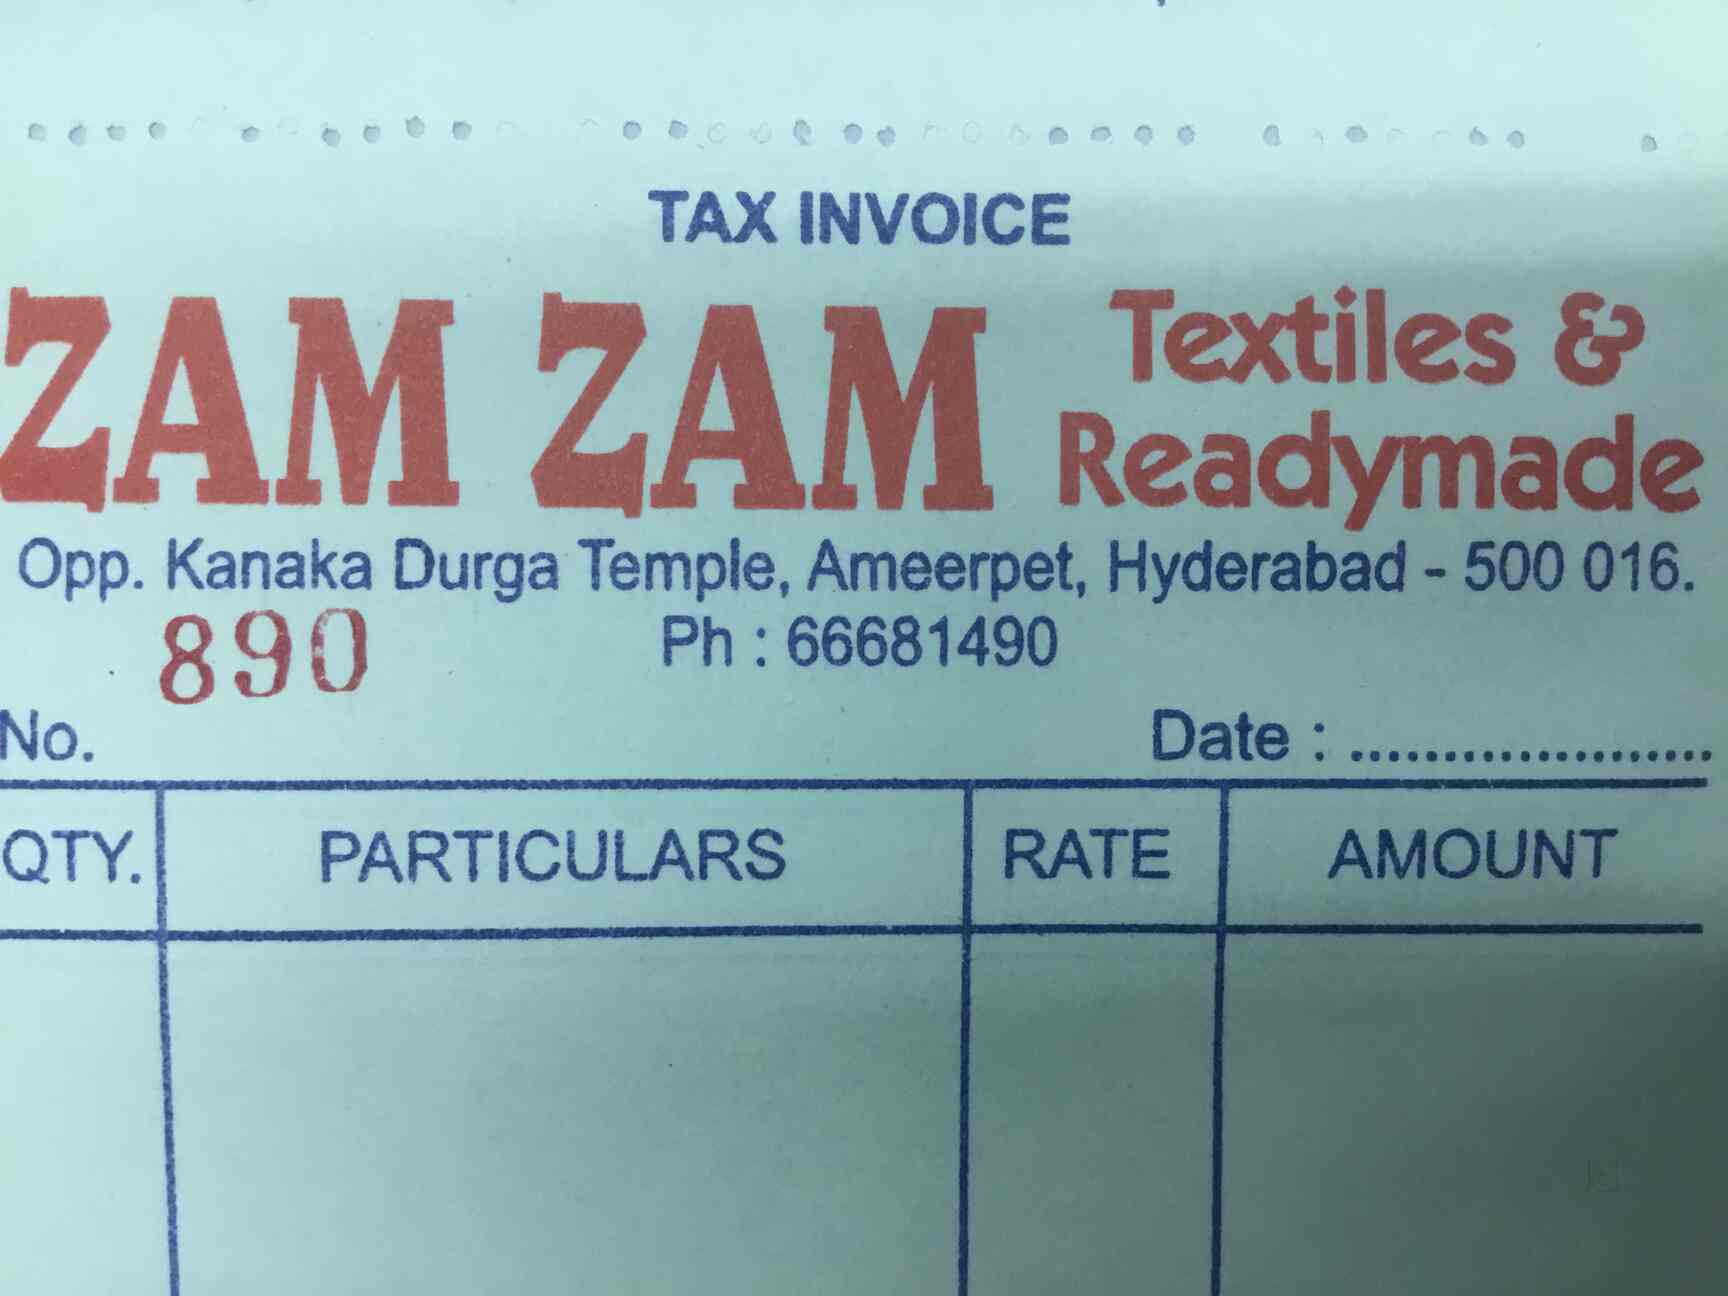 TAX INVOICE
ZAM ZAM Textiles &
Readymade
Opp. Kanaka Durga Temple, Ameerpet, Hyderabad - 500 016.
890 Ph : 66681490
No. Date : ....................
QTY. PARTICULARS RATE AMOUNT